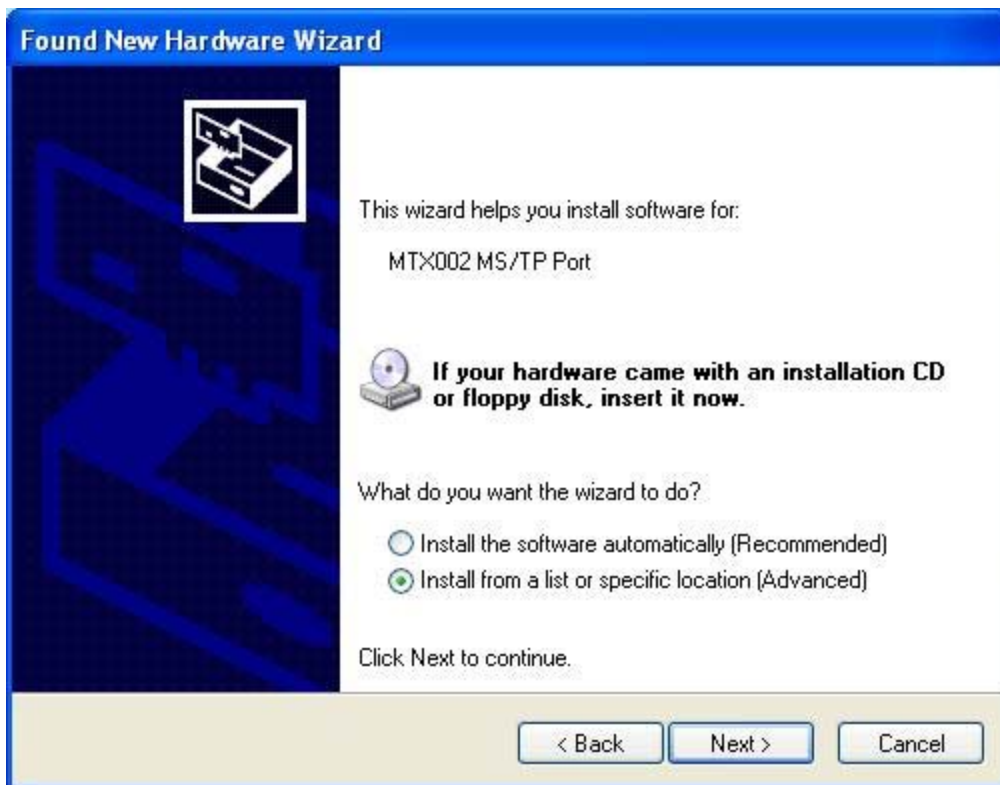 Found New Hardware Wizard
This wizard helps you install software for:
MTX002 MS/TP Port
If your hardware came with an installation CD
or floppy disk, insert it now.
What do you want the wizard to do?
Install the software automatically (Recommended)
Install from a list or specific location (Advanced)
Click Next to continue.
< Back
Next >
Cancel